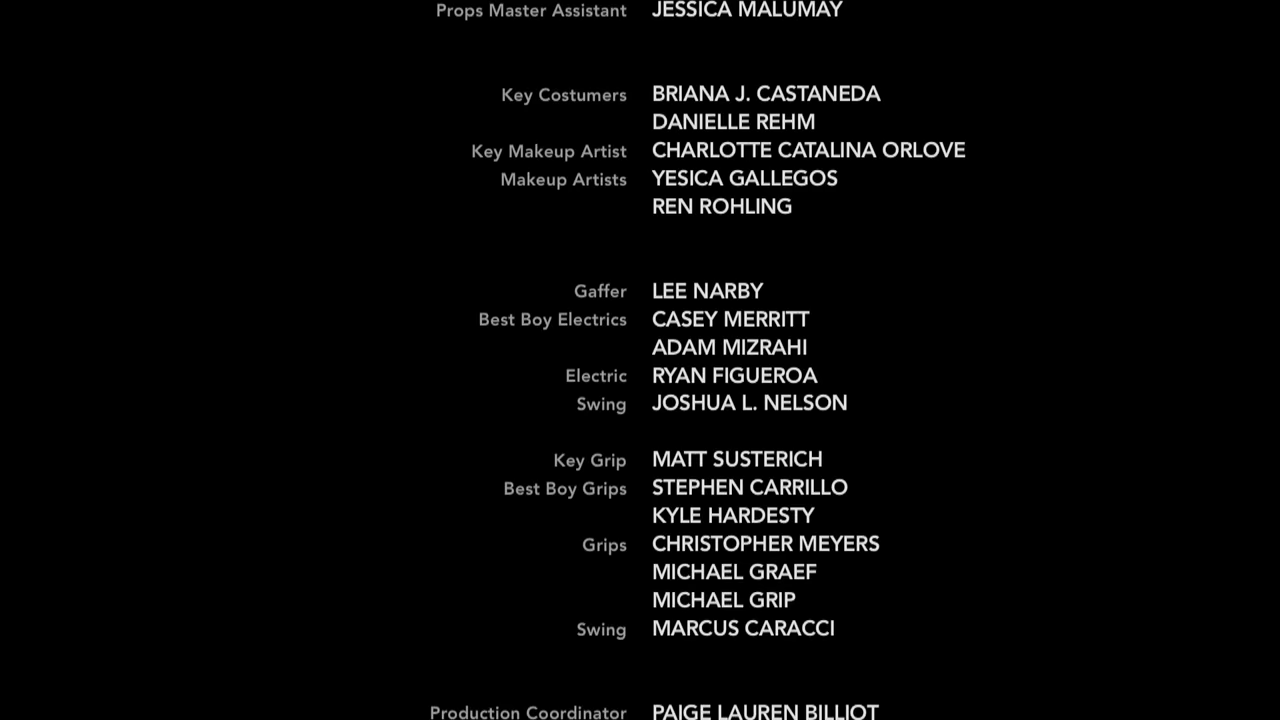 Props Master Assistant JESSICA MALUMAY
Key Costumers BRIANA J. CASTANEDA
DANIELLE REHM
Key Makeup Artist CHARLOTTE CATALINA ORLOVE
Makeup Artists YESICA GALLEGOS
REN ROHLING
Gaffer LEE NARBY
Best Boy Electrics CASEY MERRITT
ADAM MIZRAHI
Electric RYAN FIGUEROA
Swing JOSHUA L. NELSON
Key Grip MATT SUSTERICH
Best Boy Grips STEPHEN CARRILLO
KYLE HARDESTY
Grips CHRISTOPHER MEYERS
MICHAEL GRAEF
MICHAEL GRIP
Swing MARCUS CARACCI
Production Coordinator PAIGE LAUREN BILLIOT